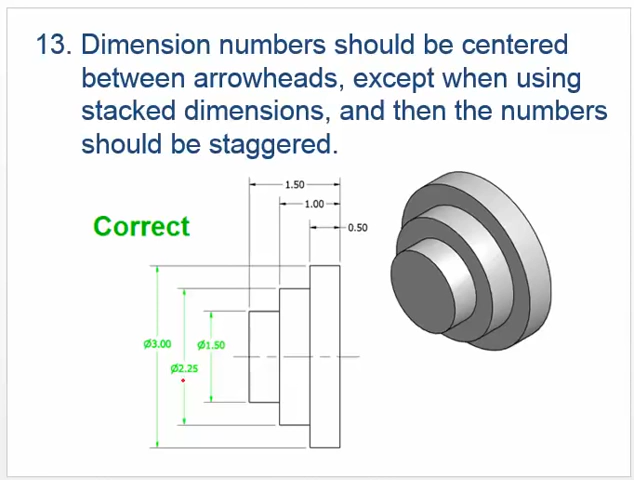 13. Dimension numbers should be centered
between arrowheads, except when using
stacked dimensions, and then the numbers
should be staggered.
1.50
1.00
Correct
0.50
Ø3.00
Ø1.50
Ø2.25